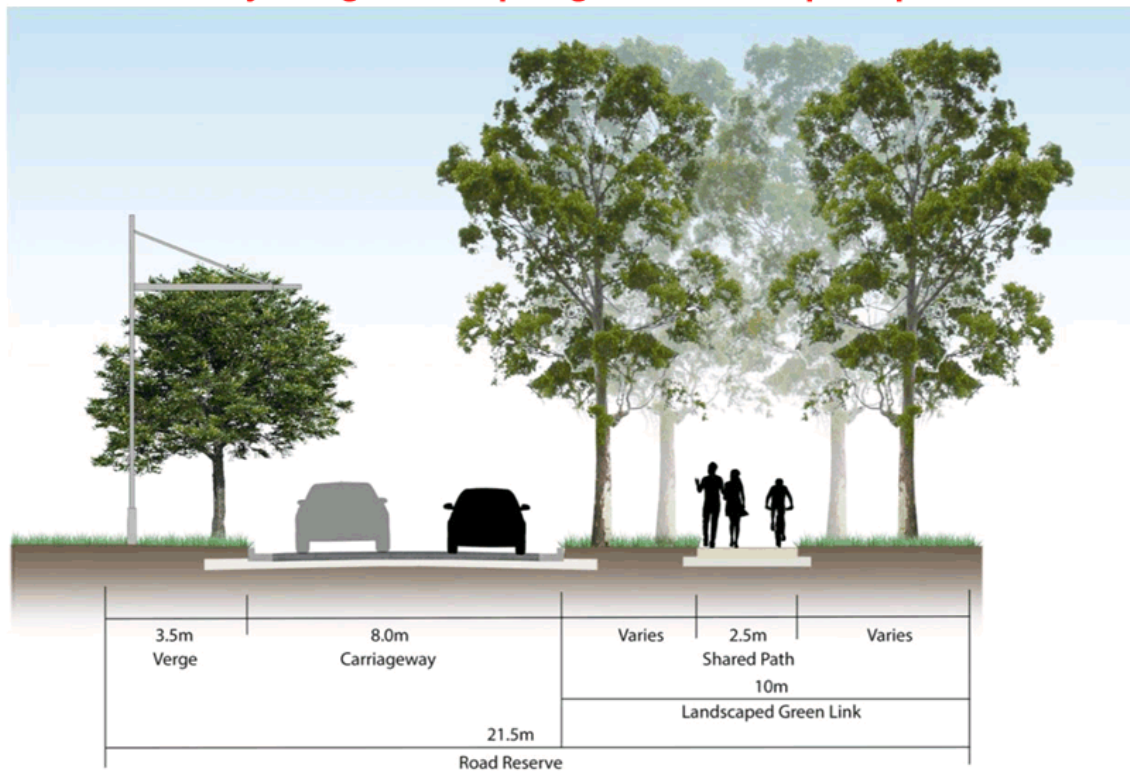 3.5m 8.0m Varies 2.5m Varies
Verge Carriageway Shared Path
10m
Landscaped Green Link
21.5m
Road Reserve